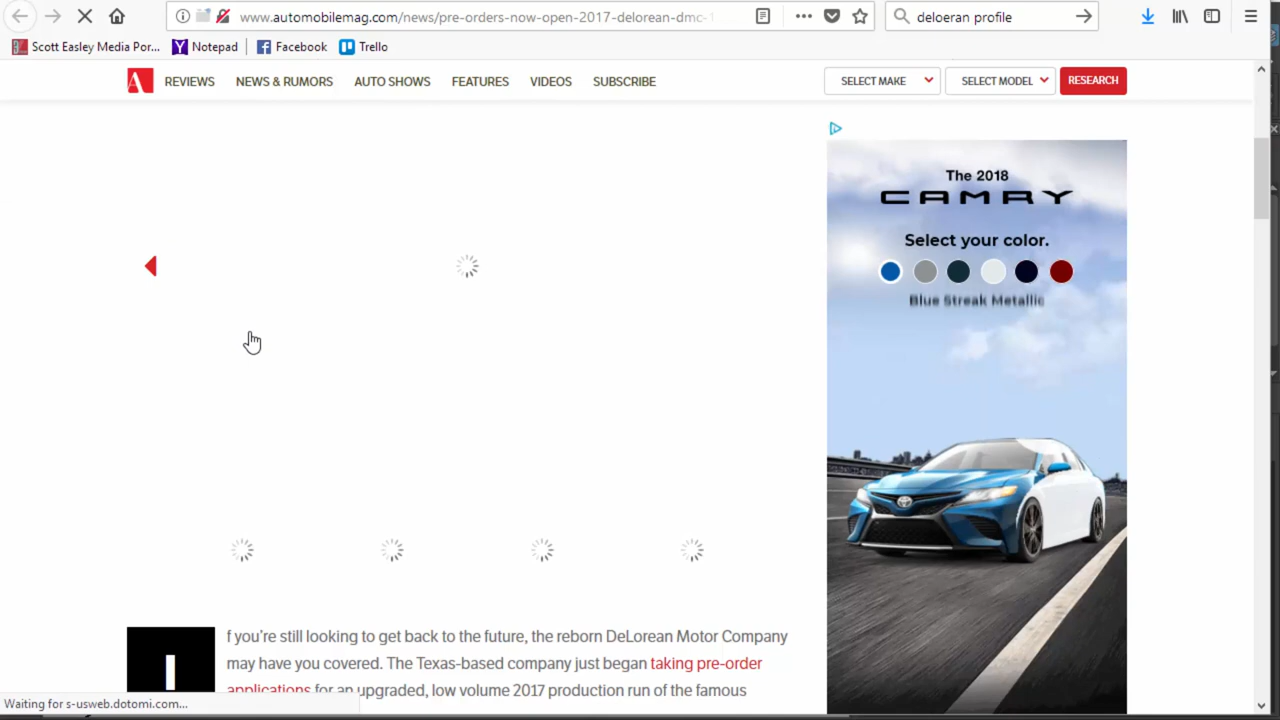 www.automobilemag.com/news/pre-orders-now-open-2017-delorean-dmc-1
deloeran profile
Scott Easley Media Por...
Notepad
Facebook
Trello
A
REVIEWS
NEWS & RUMORS
AUTO SHOWS
FEATURES
VIDEOS
SUBSCRIBE
SELECT MAKE
SELECT MODEL
RESEARCH
The 2018
CAMRY
Select your color.
Blue Streak Metallic
I
f you're still looking to get back to the future, the reborn DeLorean Motor Company
may have you covered. The Texas-based company just began taking pre-order
applications for an upgraded, low volume 2017 production run of the famous
Waiting for s-usweb.dotomi.com...